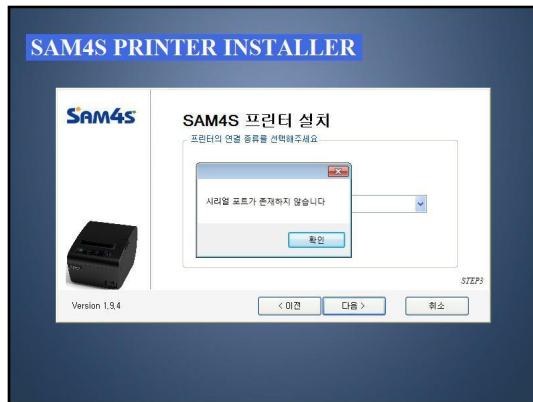 SAM4S PRINTER INSTALLER
SAM4S
SAM4S 프린터 설치
프린터의 연결 종류를 선택해주세요
시리얼 포트가 존재하지 않습니다
확인
STEP3
Version 1,9,4
< 이전
다음 >
취소